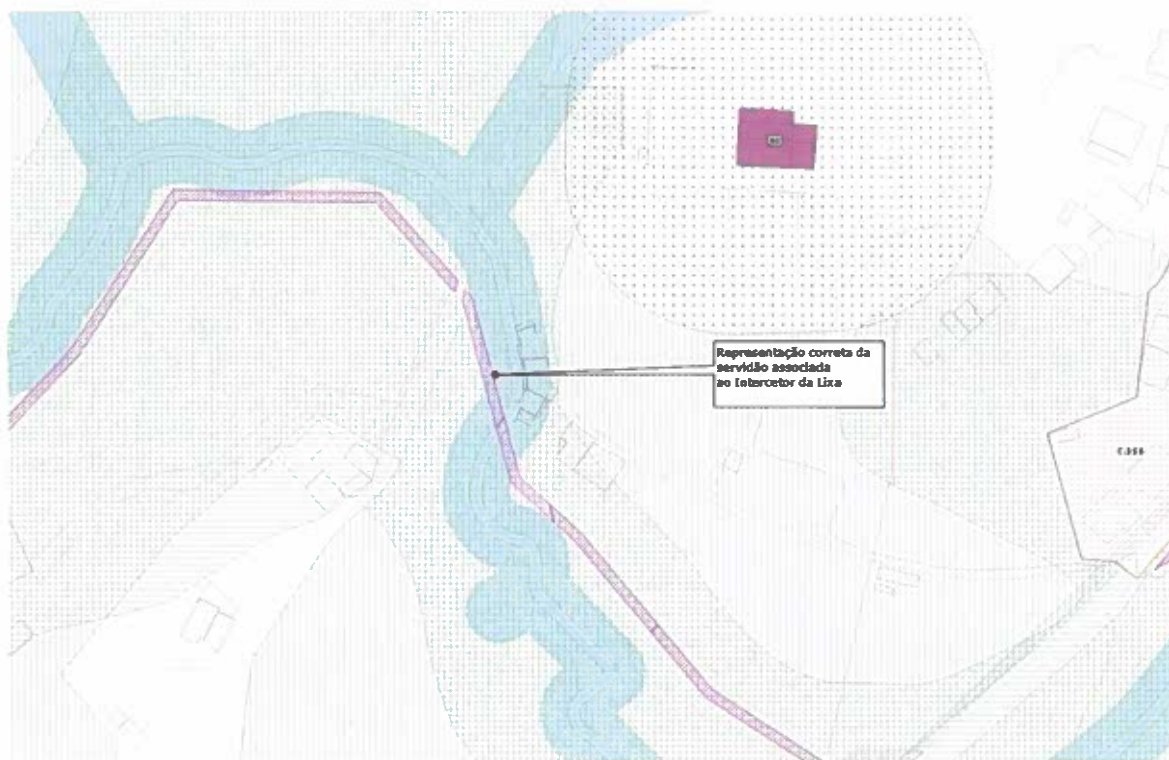 Representação correta da
servidão associada
ao Intercetor da Lixa